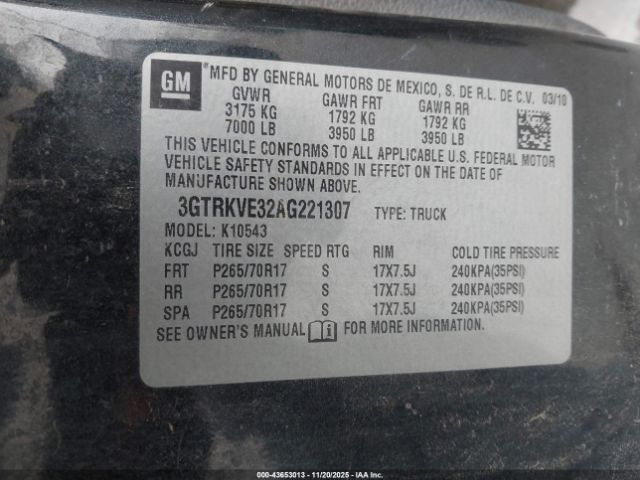 GM
MFD BY GENERAL MOTORS DE MEXICO, S. DE R.L. DE C.V. 03/10
GVWR GAWR FRT GAWR RR
3175 KG 1792 KG 1792 KG
7000 LB 3950 LB 3950 LB
THIS VEHICLE CONFORMS TO ALL APPLICABLE U.S. FEDERAL MOTOR
VEHICLE SAFETY STANDARDS IN EFFECT ON THE DATE OF
MANUFACTURE SHOWN ABOVE.
3GTRKVE32AG221307 TYPE: TRUCK
MODEL: K10543
KCGJ TIRE SIZE SPEED RTG RIM COLD TIRE PRESSURE
FRT P265/70R17 S 17X7.5J 240KPA(35PSI)
RR P265/70R17 S 17X7.5J 240KPA(35PSI)
SPA P265/70R17 S 17X7.5J 240KPA(35PSI)
SEE OWNER'S MANUAL FOR MORE INFORMATION.
000-43653013 - 11/20/2025 - IAA Inc.